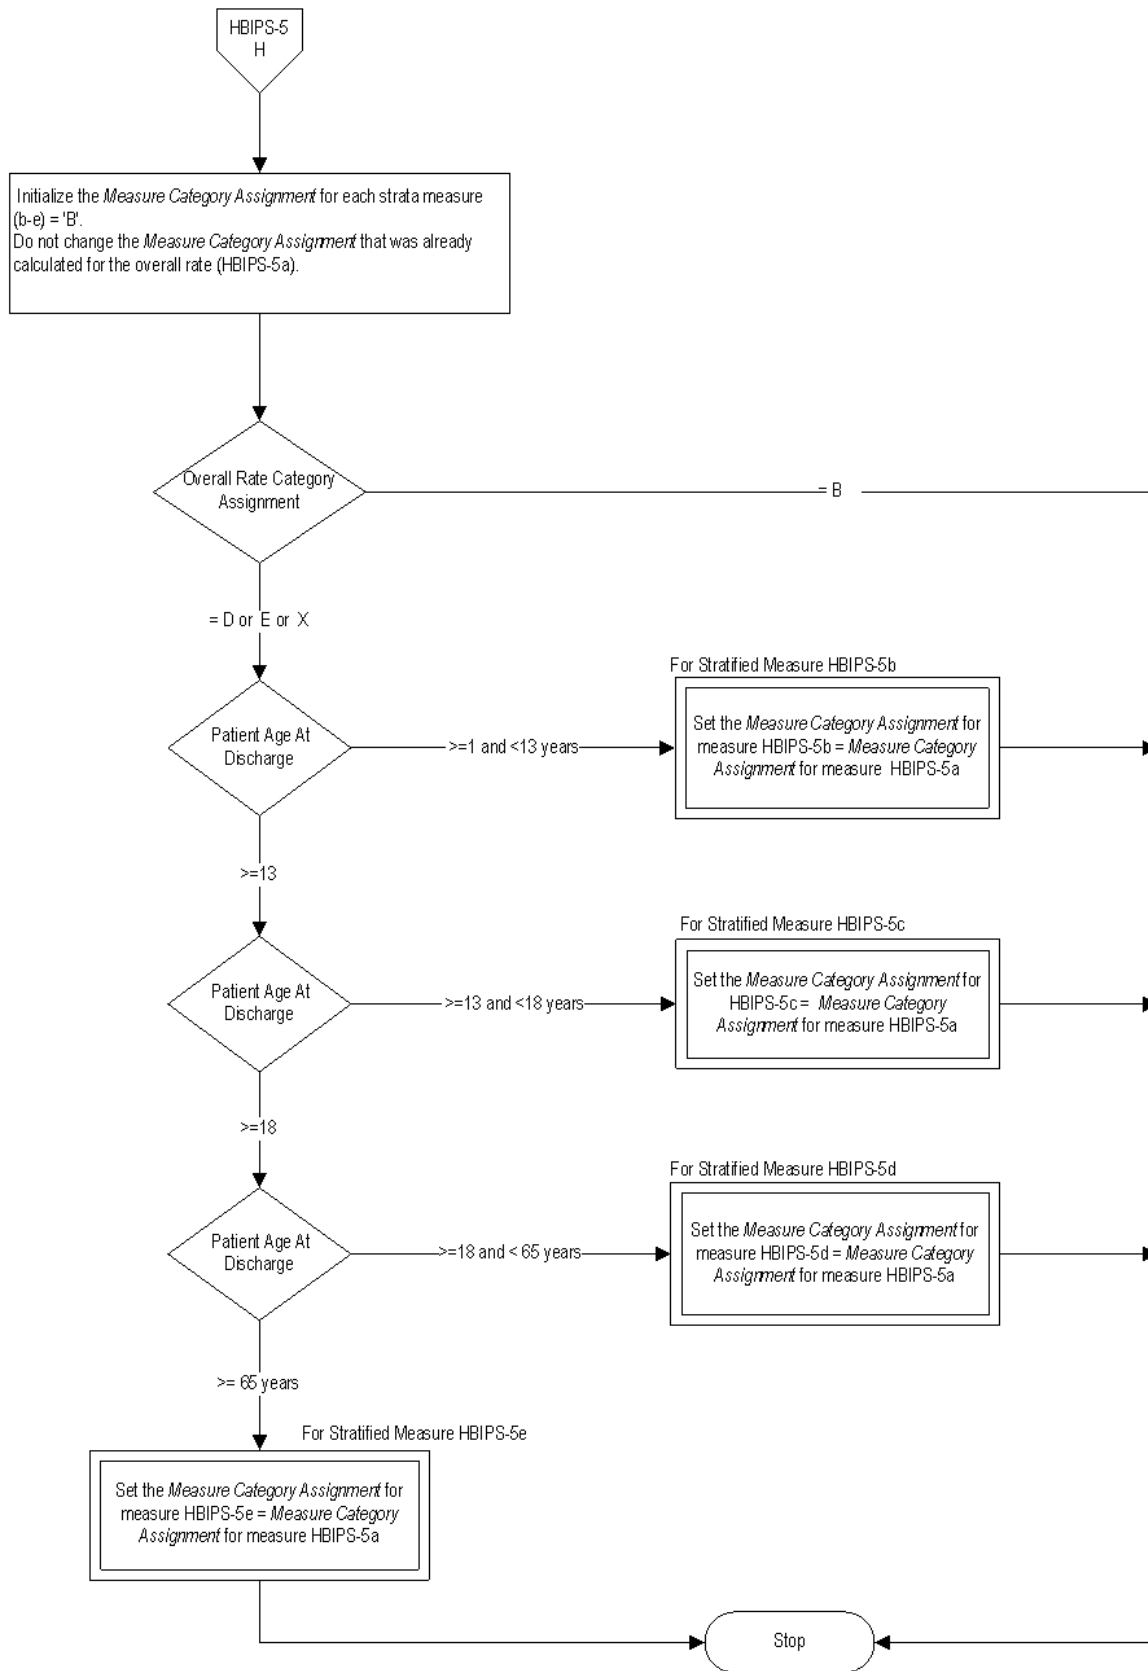 HBIPS-5
H
Initialize the Measure Category Assignment for each strata measure
(b-e) = 'B'.
Do not change the Measure Category Assignment that was already
calculated for the overall rate (HBIPS-5a).
Overall Rate Category
Assignment
= B
= D or E or X
For Stratified Measure HBIPS-5b
Patient Age At
Discharge
>=1 and <13 years
Set the Measure Category Assignment for
measure HBIPS-5b = Measure Category
Assignment for measure HBIPS-5a
>=13
For Stratified Measure HBIPS-5c
Patient Age At
Discharge
>=13 and <18 years
Set the Measure Category Assignment for
HBIPS-5c = Measure Category
Assignment for measure HBIPS-5a
>=18
For Stratified Measure HBIPS-5d
Patient Age At
Discharge
>=18 and < 65 years
Set the Measure Category Assignment for
measure HBIPS-5d = Measure Category
Assignment for measure HBIPS-5a
>= 65 years
For Stratified Measure HBIPS-5e
Set the Measure Category Assignment for
measure HBIPS-5e = Measure Category
Assignment for measure HBIPS-5a
Stop